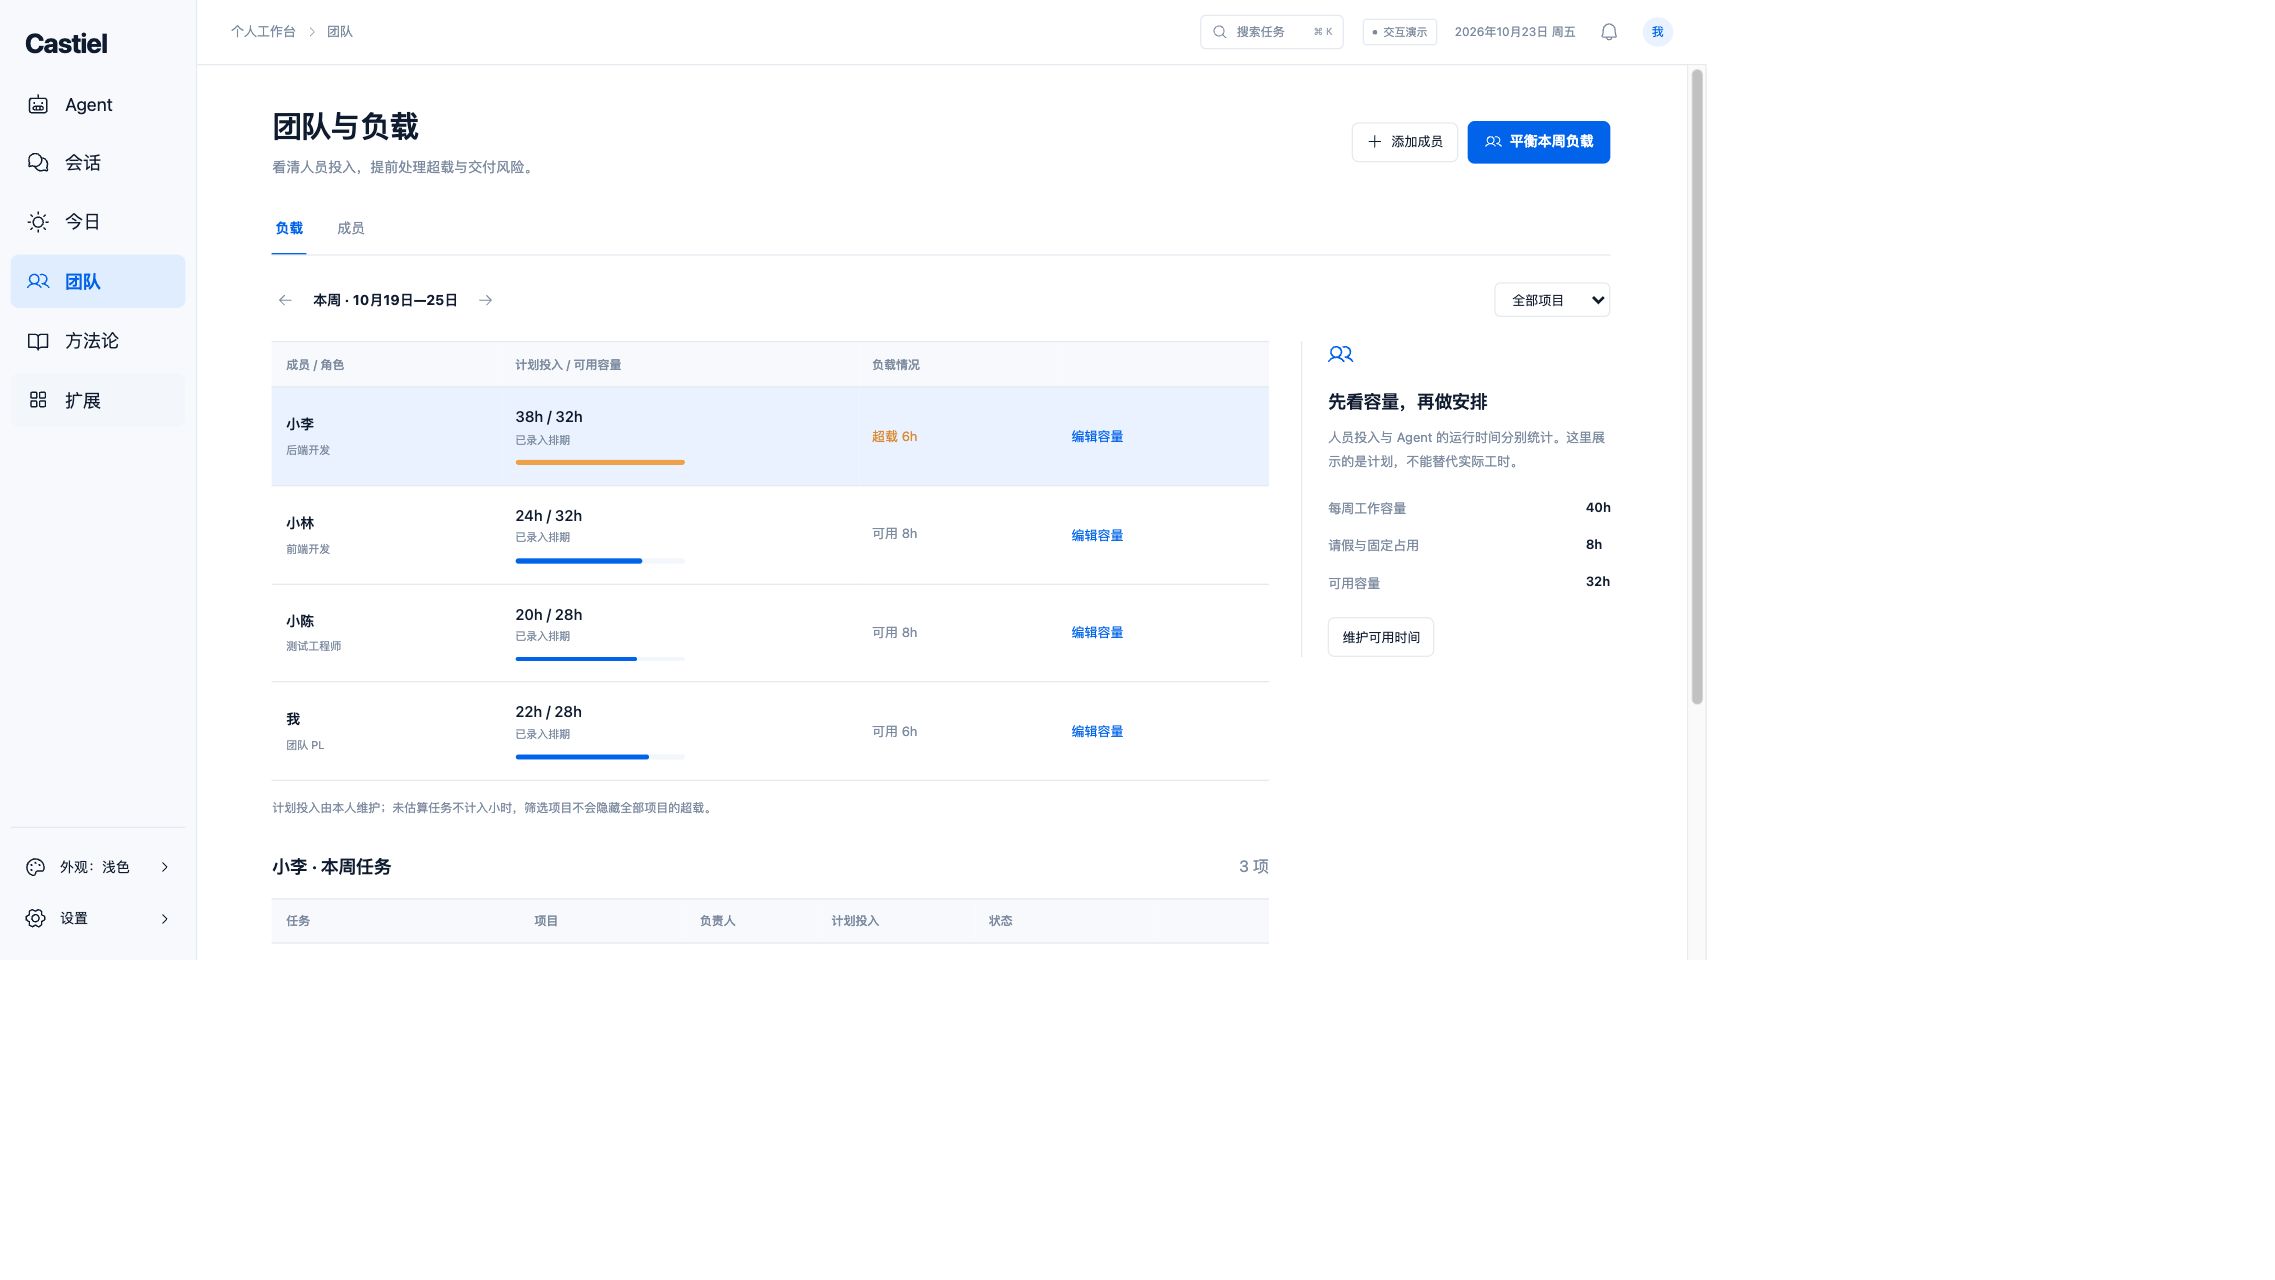 Castiel
Agent
会话
今日
团队
方法论
扩展
外观：浅色
设置
个人工作台
团队
搜索任务 ⌘ K
交互演示
2026年10月23日 周五
我
团队与负载
看清人员投入，提前处理超载与交付风险。
添加成员
平衡本周负载
负载 成员
本周 · 10月19日—25日
全部项目
成员 / 角色 计划投入 / 可用容量 负载情况
小李
后端开发
38h / 32h
已录入排期
超载 6h
编辑容量
小林
前端开发
24h / 32h
已录入排期
可用 8h
编辑容量
小陈
测试工程师
20h / 28h
已录入排期
可用 8h
编辑容量
我
团队 PL
22h / 28h
已录入排期
可用 6h
编辑容量
计划投入由本人维护；未估算任务不计入小时，筛选项目不会隐藏全部项目的超载。
先看容量，再做安排
人员投入与 Agent 的运行时间分别统计。这里展
示的是计划，不能替代实际工时。
每周工作容量 40h
请假与固定占用 8h
可用容量 32h
维护可用时间
小李 · 本周任务 3 项
任务 项目 负责人 计划投入 状态